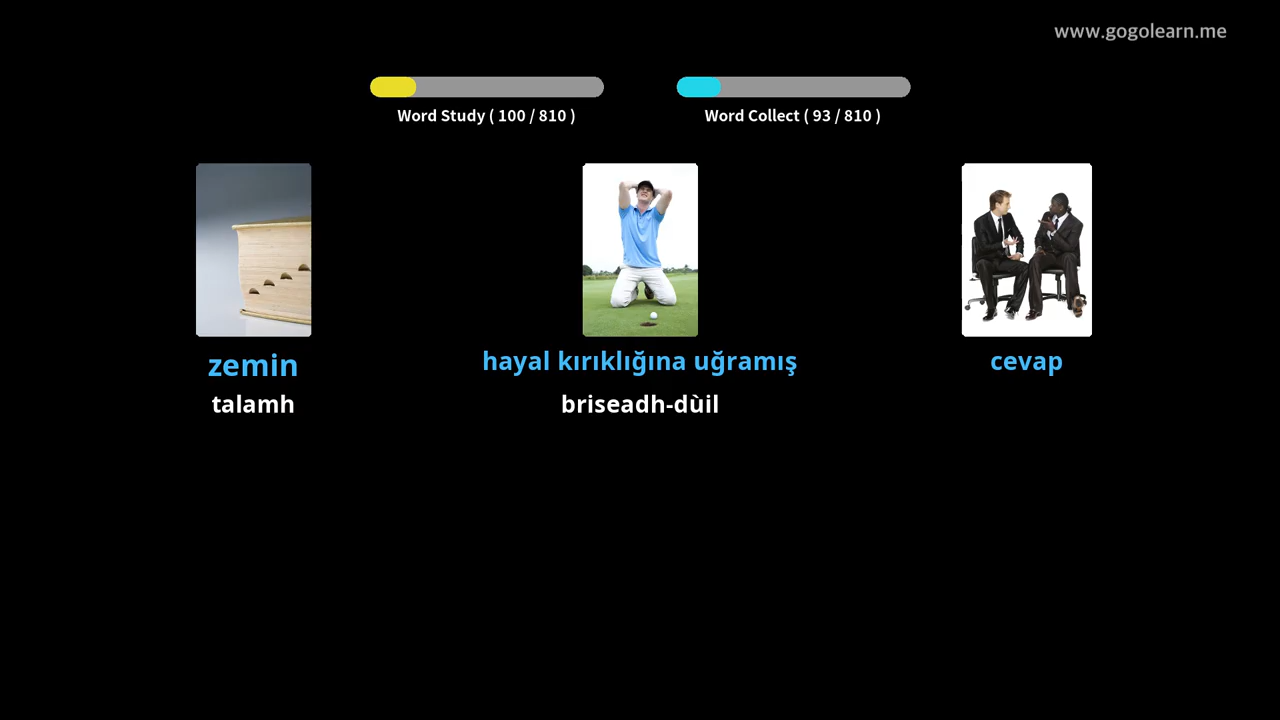 www.gogolearn.me
Word Study ( 100 / 810 )
Word Collect ( 93 / 810 )
zemin
talamh
hayal kırıklığına uğramış
briseadh-dùil
cevap